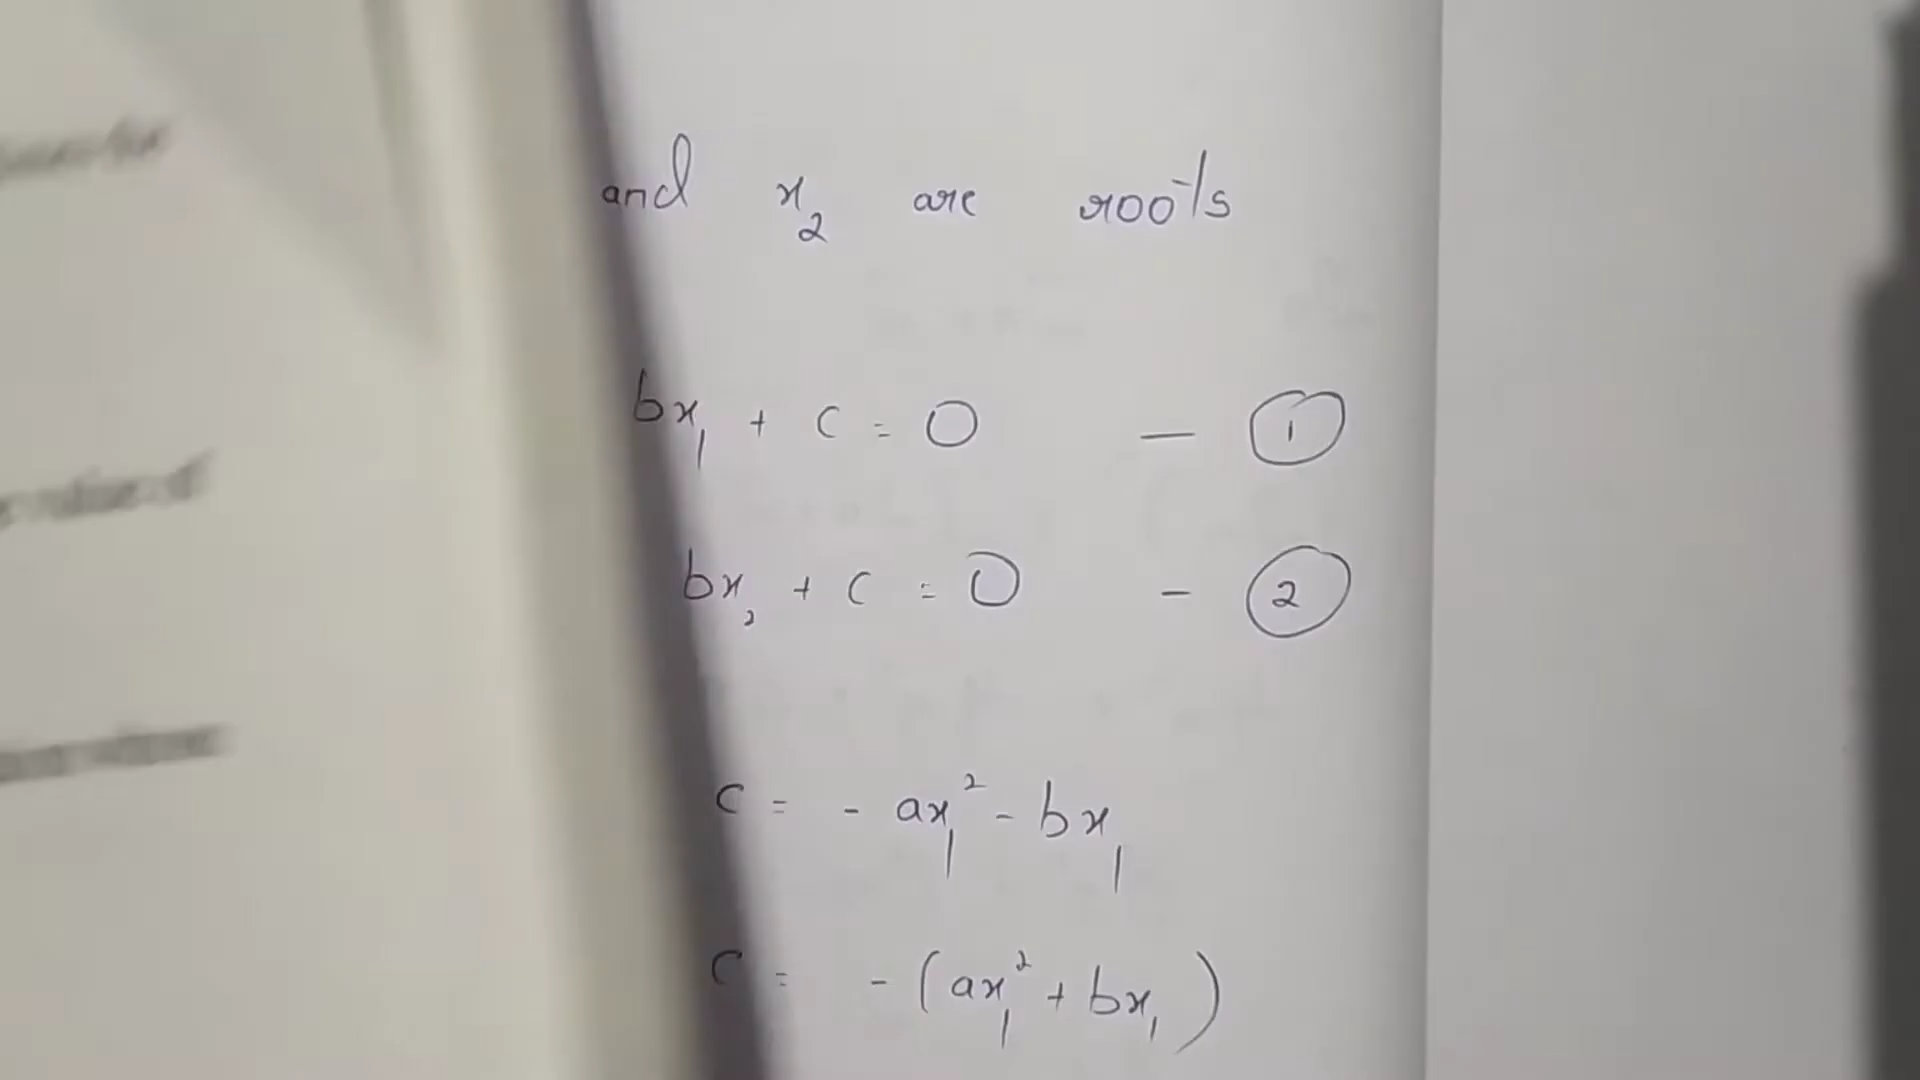 and x₂ are roots
bx₁ + c = 0 — ①
bx₂ + c = 0 - ②
c = - ax₁² - bx₁
c = - (ax₁² + bx₁)